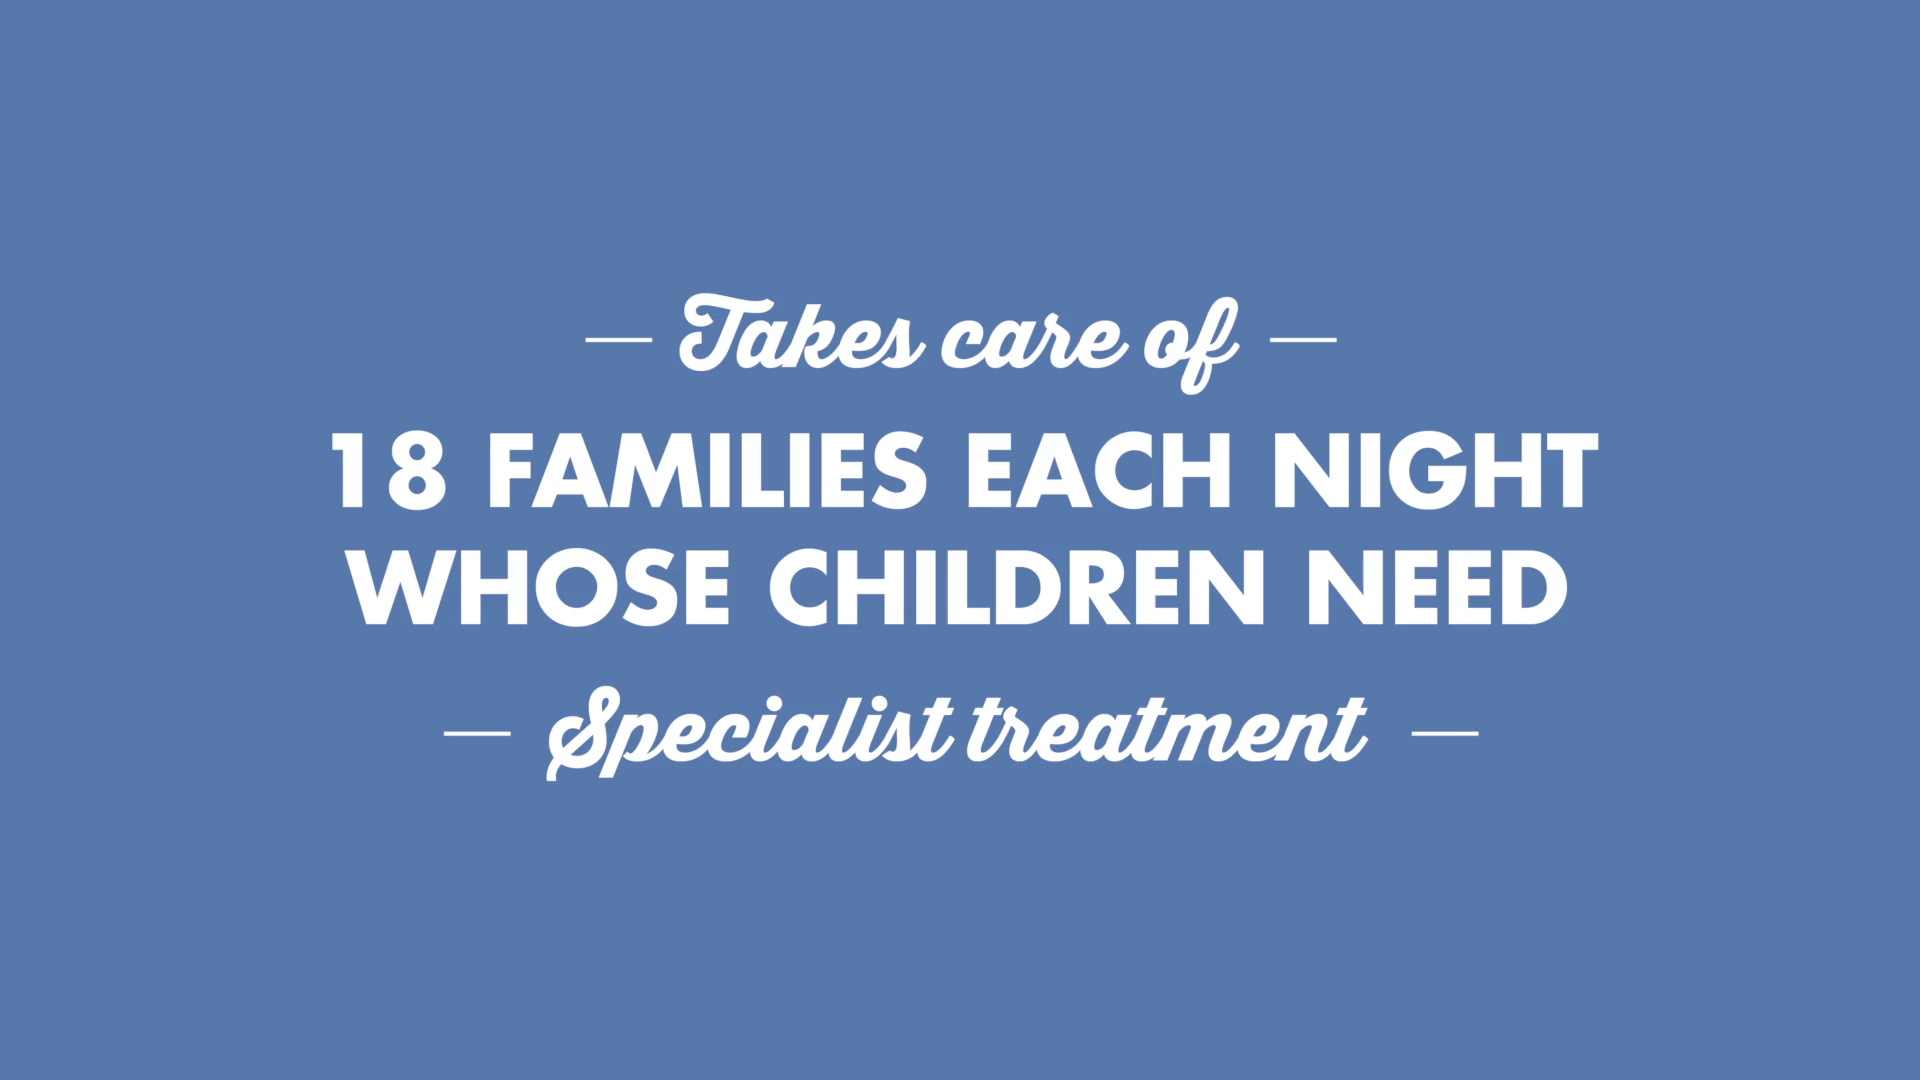 — Takes care of —
18 FAMILIES EACH NIGHT
WHOSE CHILDREN NEED
— Specialist treatment —